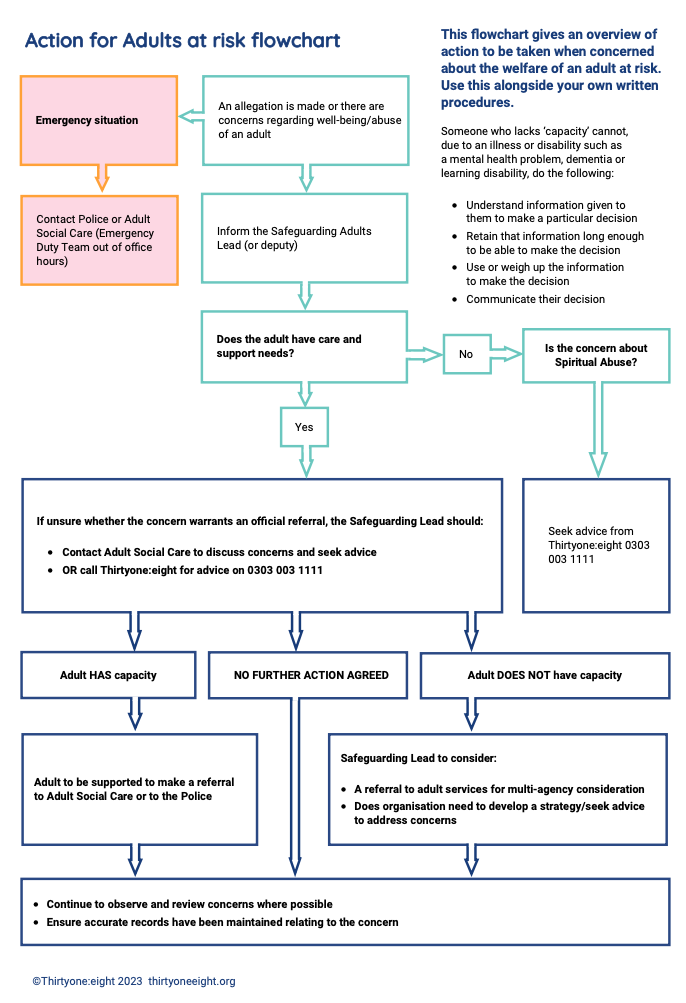 Action for Adults at risk flowchart
This flowchart gives an overview of
action to be taken when concerned
about the welfare of an adult at risk.
Use this alongside your own written
procedures.
Someone who lacks ‘capacity’ cannot,
due to an illness or disability such as
a mental health problem, dementia or
learning disability, do the following:
• Understand information given to
them to make a particular decision
• Retain that information long enough
to be able to make the decision
• Use or weigh up the information
to make the decision
• Communicate their decision
Emergency situation
An allegation is made or there are
concerns regarding well-being/abuse
of an adult
Contact Police or Adult
Social Care (Emergency
Duty Team out of office
hours)
Inform the Safeguarding Adults
Lead (or deputy)
Does the adult have care and
support needs?
No
Is the concern about
Spiritual Abuse?
Yes
If unsure whether the concern warrants an official referral, the Safeguarding Lead should:
• Contact Adult Social Care to discuss concerns and seek advice
• OR call Thirtyone:eight for advice on 0303 003 1111
Seek advice from
Thirtyone:eight 0303
003 1111
Adult HAS capacity
NO FURTHER ACTION AGREED
Adult DOES NOT have capacity
Adult to be supported to make a referral
to Adult Social Care or to the Police
Safeguarding Lead to consider:
• A referral to adult services for multi-agency consideration
• Does organisation need to develop a strategy/seek advice
to address concerns
• Continue to observe and review concerns where possible
• Ensure accurate records have been maintained relating to the concern
©Thirtyone:eight 2023 thirtyoneeight.org